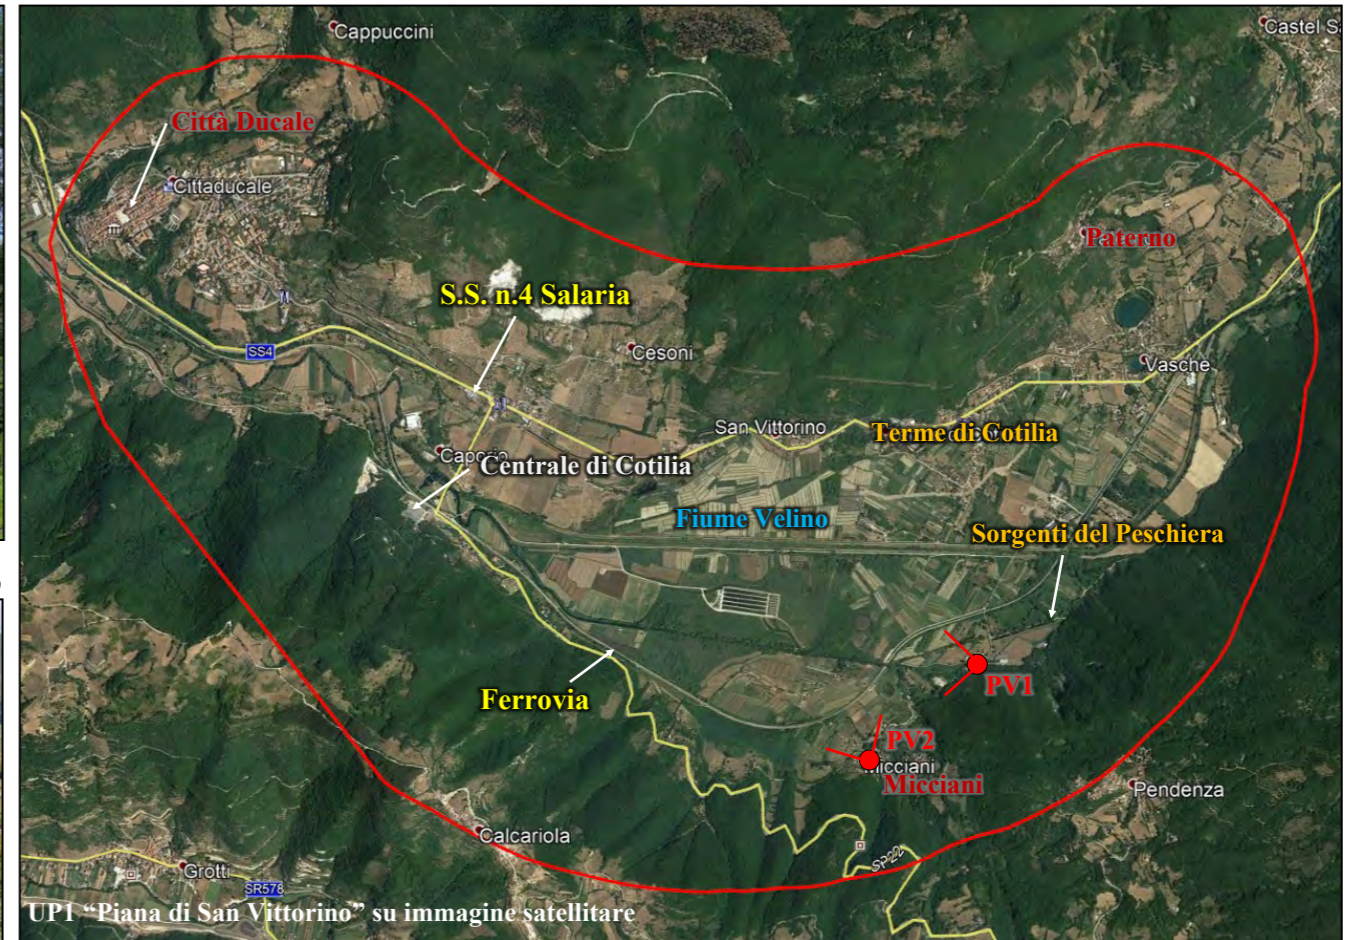 Cappuccini
Castel S
Città Ducale
Cittaducale
Paterno
S.S. n.4 Salaria
SS4
Cesoni
Vasche
San Vittorino
Terme di Cotilia
Centrale di Cotilia
Fiume Velino
Sorgenti del Peschiera
Ferrovia
PV1
PV2
Micciani
Micciani
Pendenza
Calcariola
SP22
Grotti
SR578
UP1 “Piana di San Vittorino” su immagine satellitare